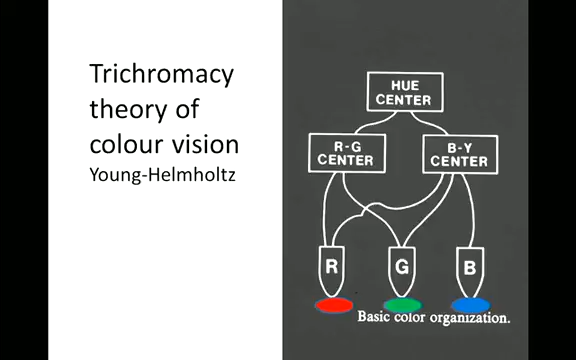 Trichromacy
theory of
colour vision
Young-Helmholtz
HUE
CENTER
R-G
CENTER
B-Y
CENTER
R
G
B
Basic color organization.